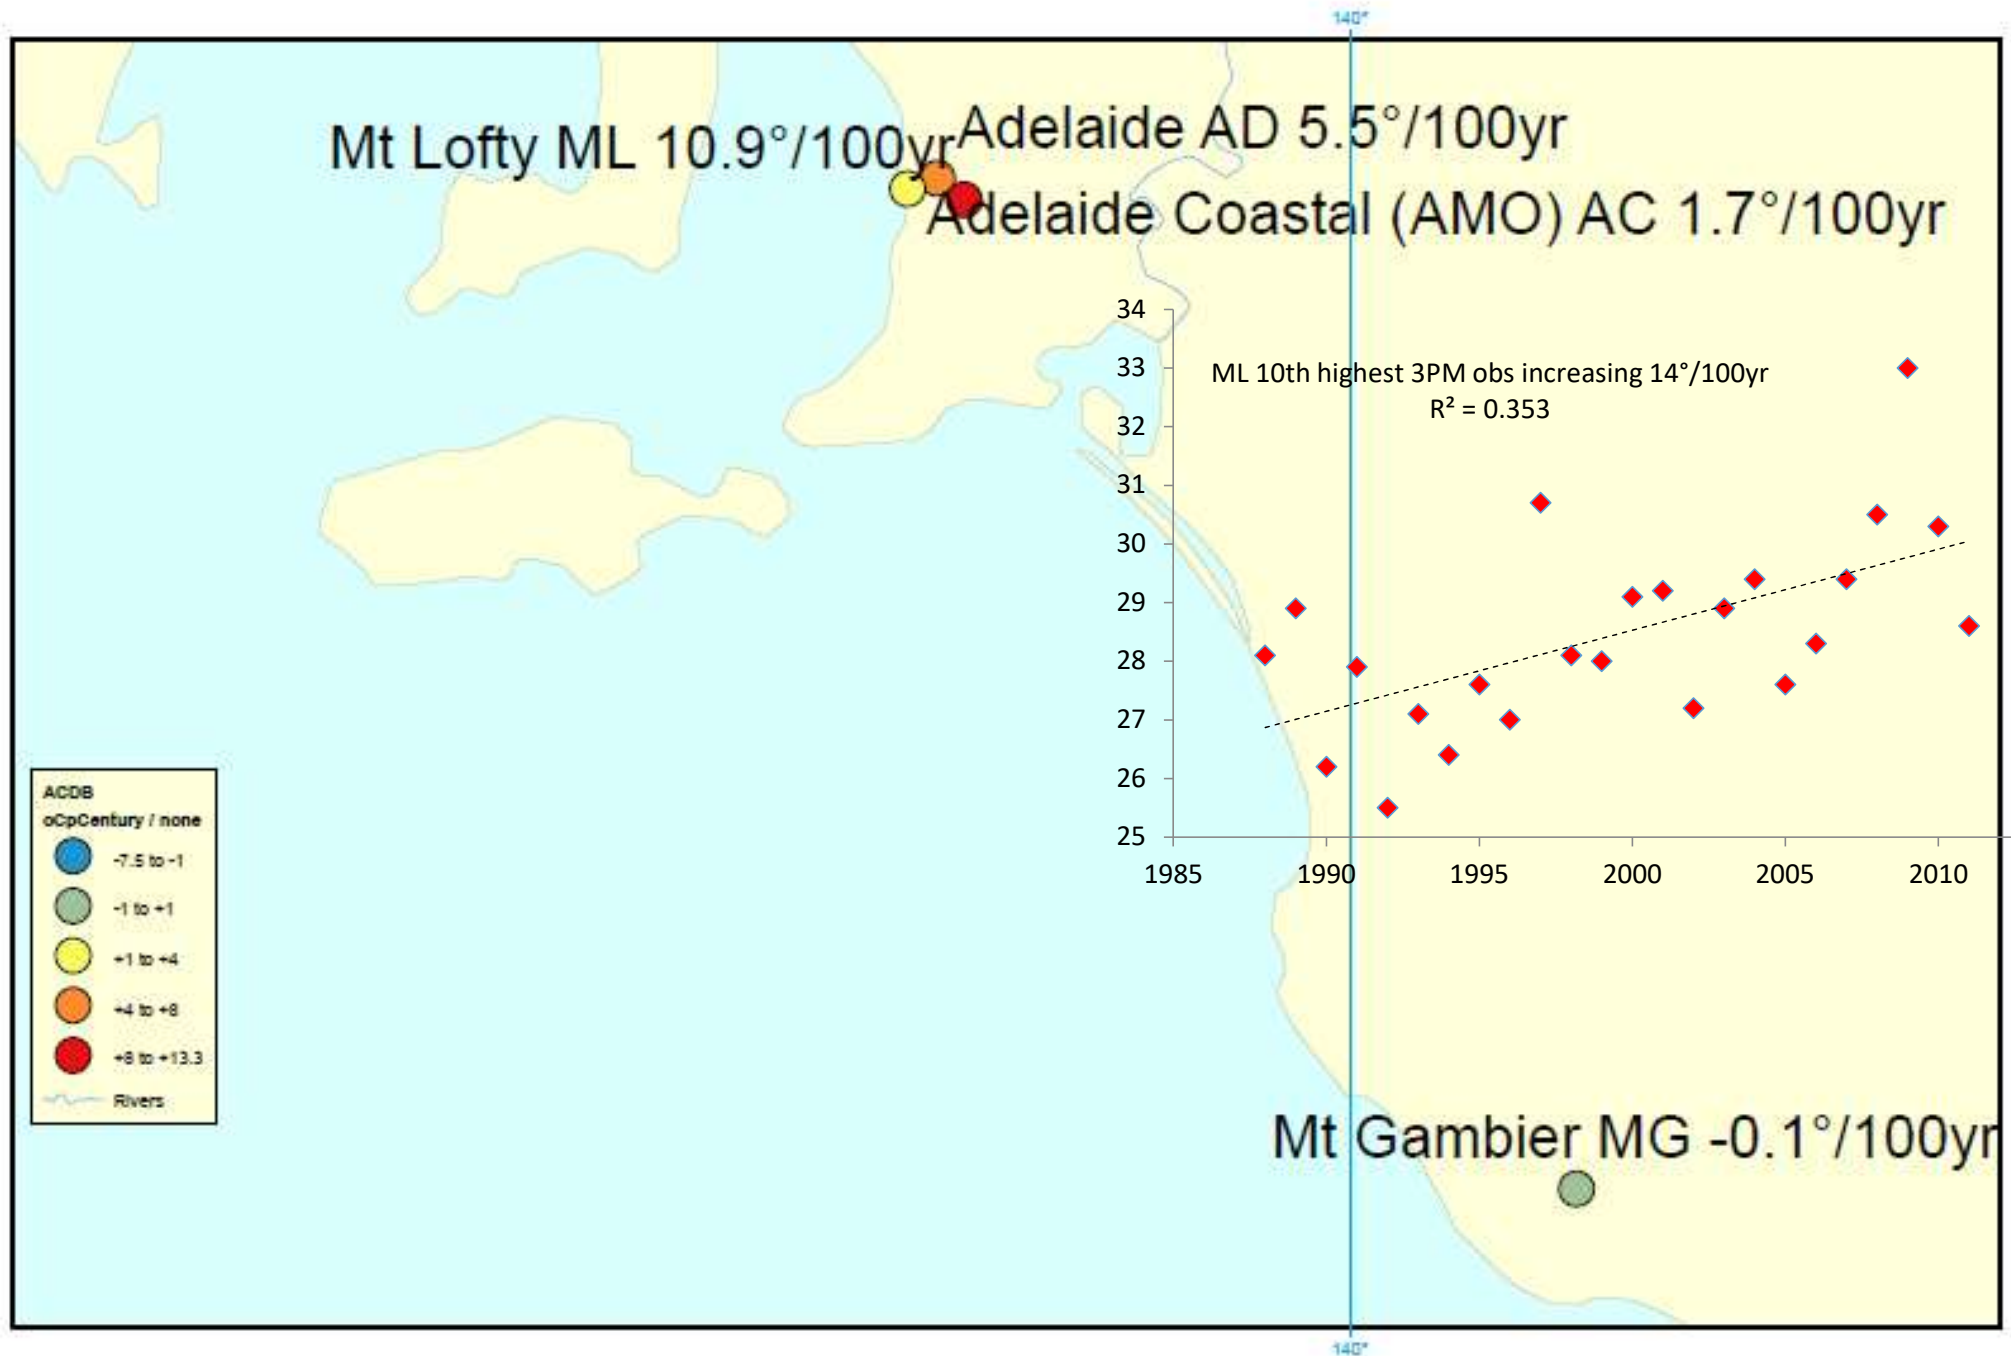 140°
Mt Lofty ML 10.9°/100yr
Adelaide AD 5.5°/100yr
Adelaide Coastal (AMO) AC 1.7°/100yr
34
33
32
31
30
29
28
27
26
25
ML 10th highest 3PM obs increasing 14°/100yr
R² = 0.353
1985 1990 1995 2000 2005 2010
ACDB
oCpCentury / none
-7.5 to -1
-1 to +1
+1 to +4
+4 to +8
+8 to +13.3
Rivers
Mt Gambier MG -0.1°/100yr
140°